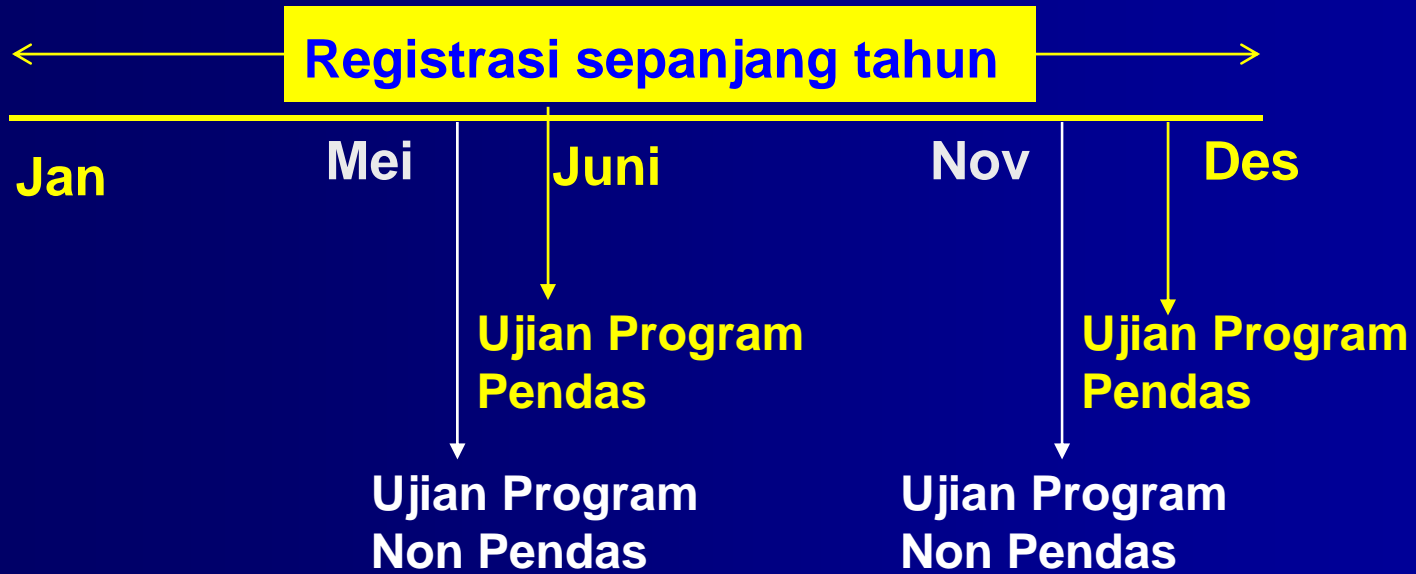 Registrasi sepanjang tahun
Jan
Mei
Juni
Nov
Des
Ujian Program
Pendas
Ujian Program
Pendas
Ujian Program
Non Pendas
Ujian Program
Non Pendas